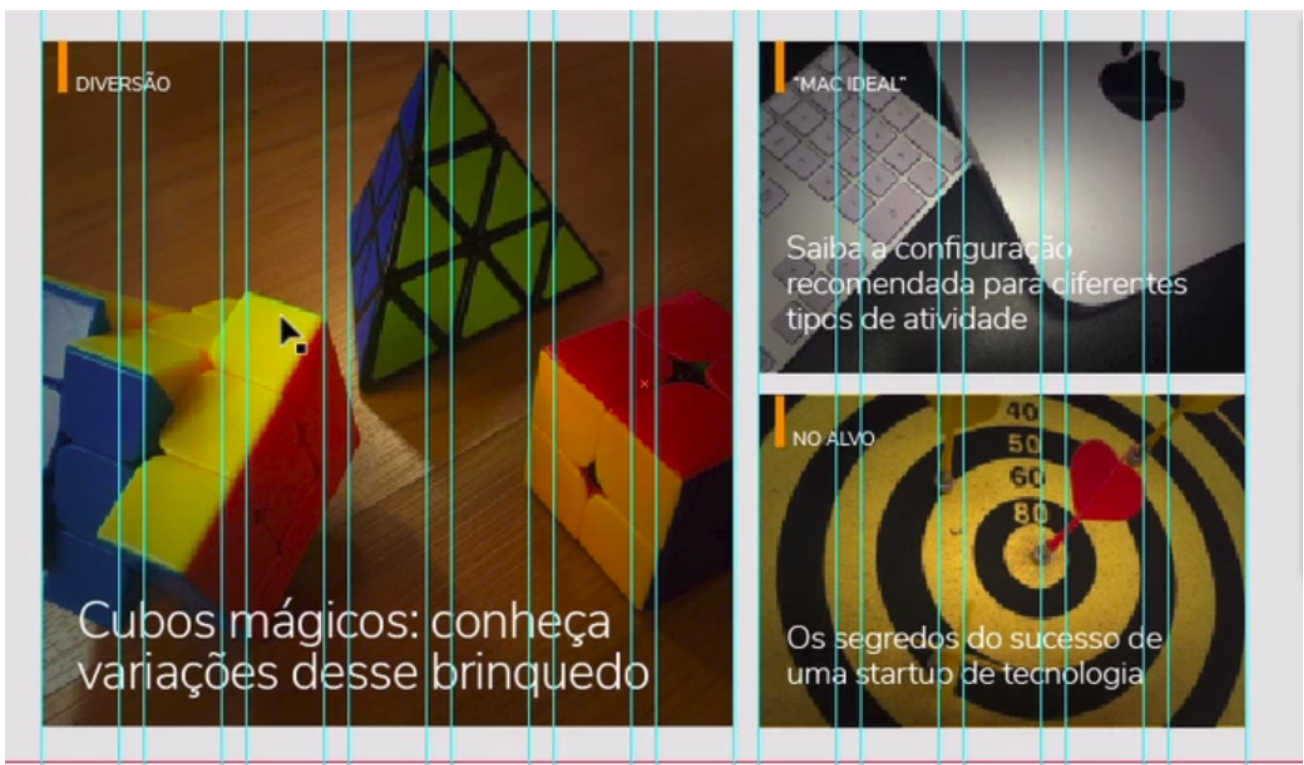 DIVERSÃO
Cubos mágicos: conheça
variações desse brinquedo
"MAC IDEAL"
Saiba a configuração
recomendada para diferentes
tipos de atividade
NO ALVO
40
50
60
80
Os segredos do sucesso de
uma startup de tecnologia